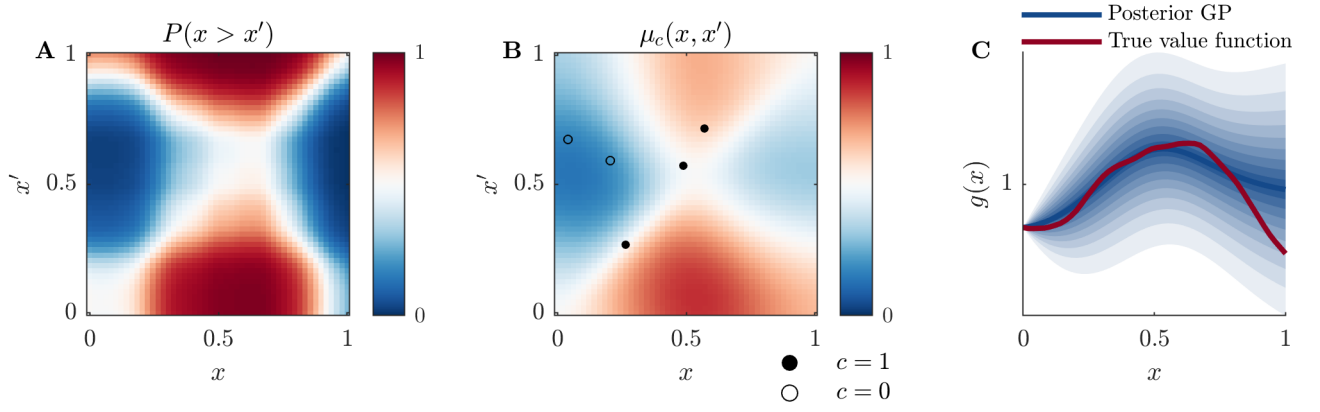 A
P(x > x′)
1
0.5
0
x′
0
0.5
1
x
1
0
B
μ_c(x, x′)
1
0.5
0
x′
0
0.5
1
x
1
0
c = 1
c = 0
C
Posterior GP
True value function
1
g(x)
0
0.5
1
x